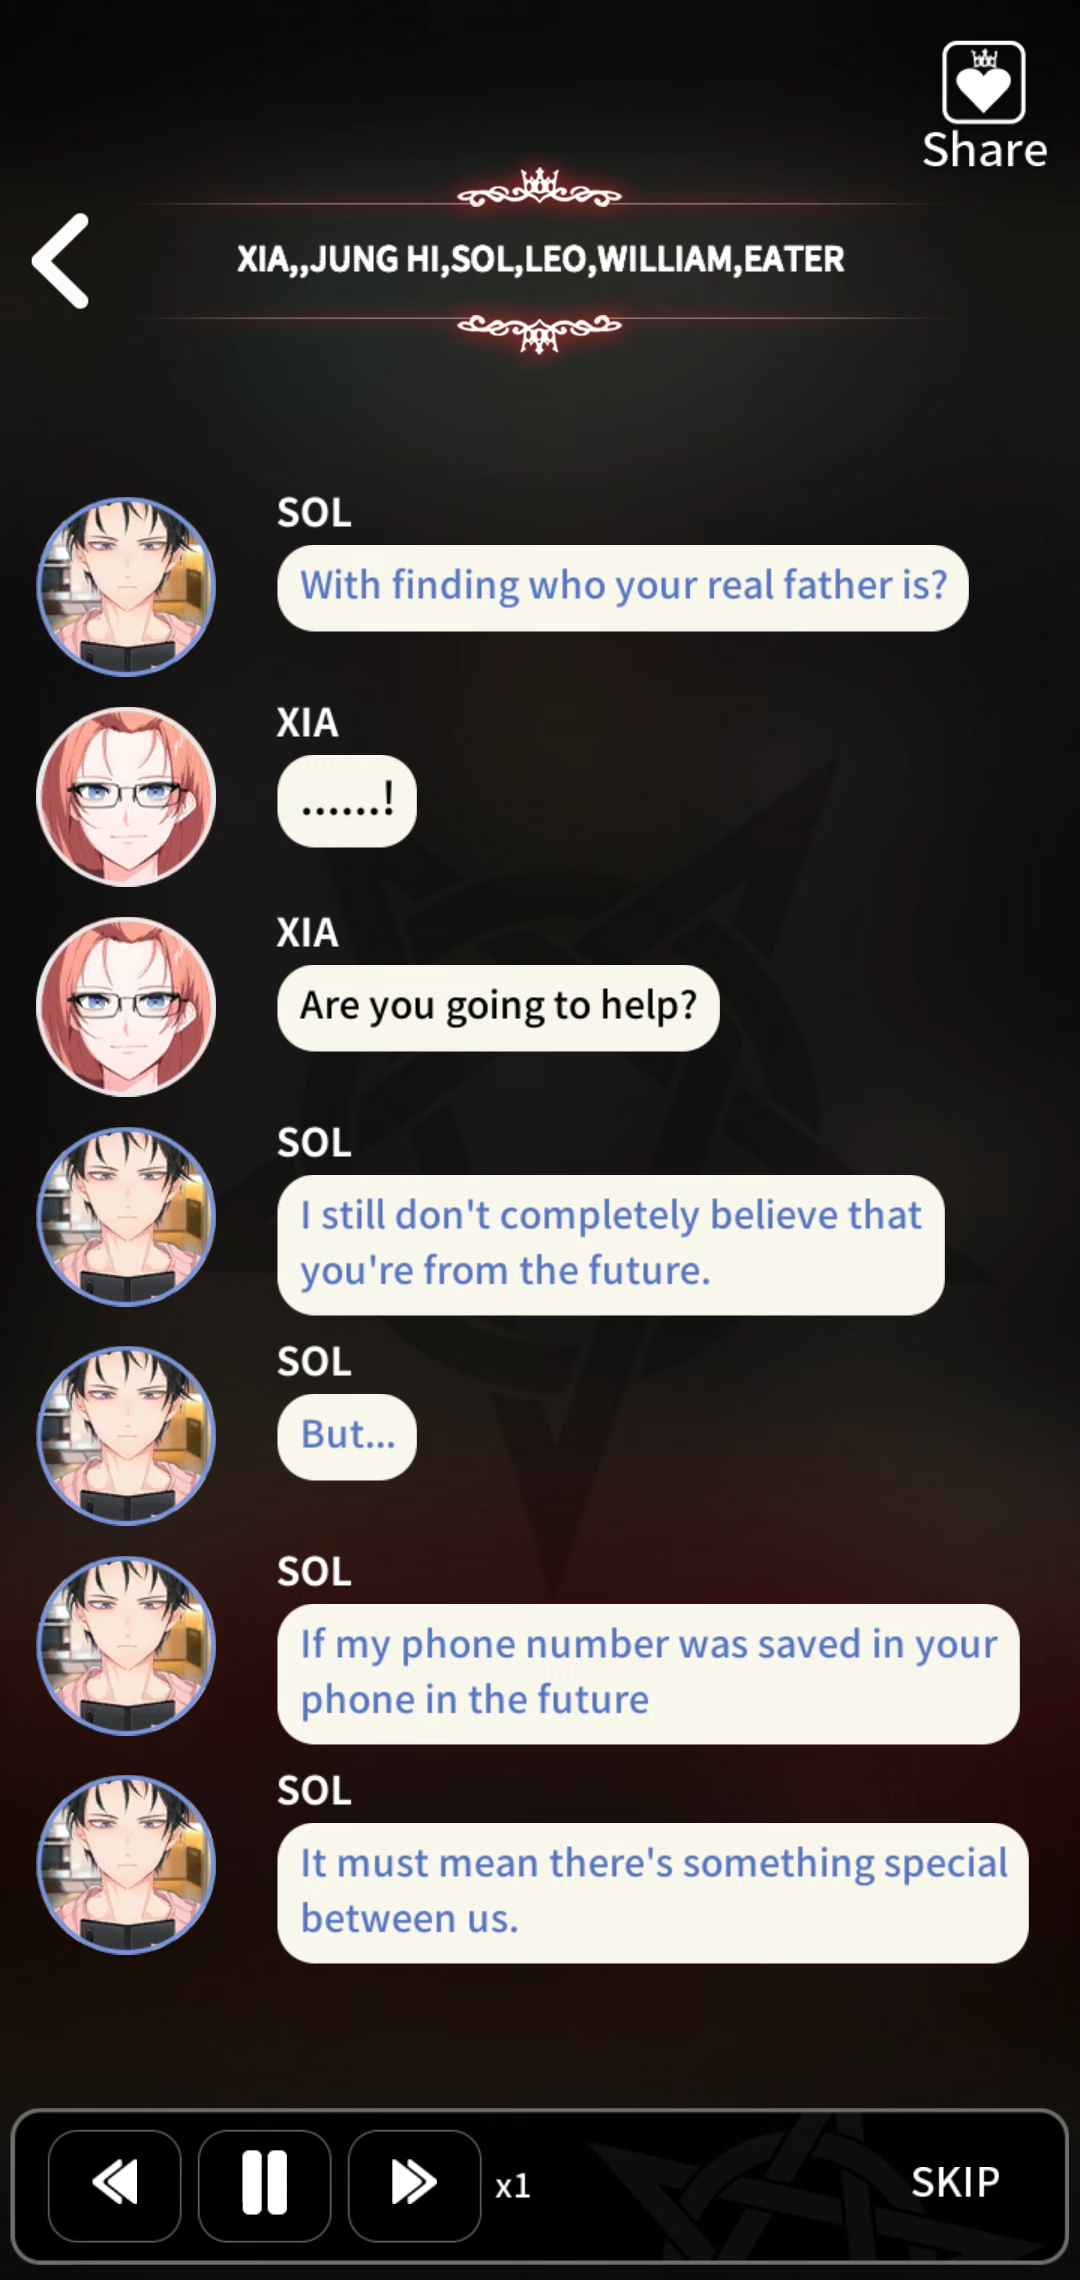 Share
XIA,,JUNG HI,SOL,LEO,WILLIAM,EATER
SOL
With finding who your real father is?
XIA
......!
XIA
Are you going to help?
SOL
I still don't completely believe that
you're from the future.
SOL
But...
SOL
If my phone number was saved in your
phone in the future
SOL
It must mean there's something special
between us.
x1
SKIP